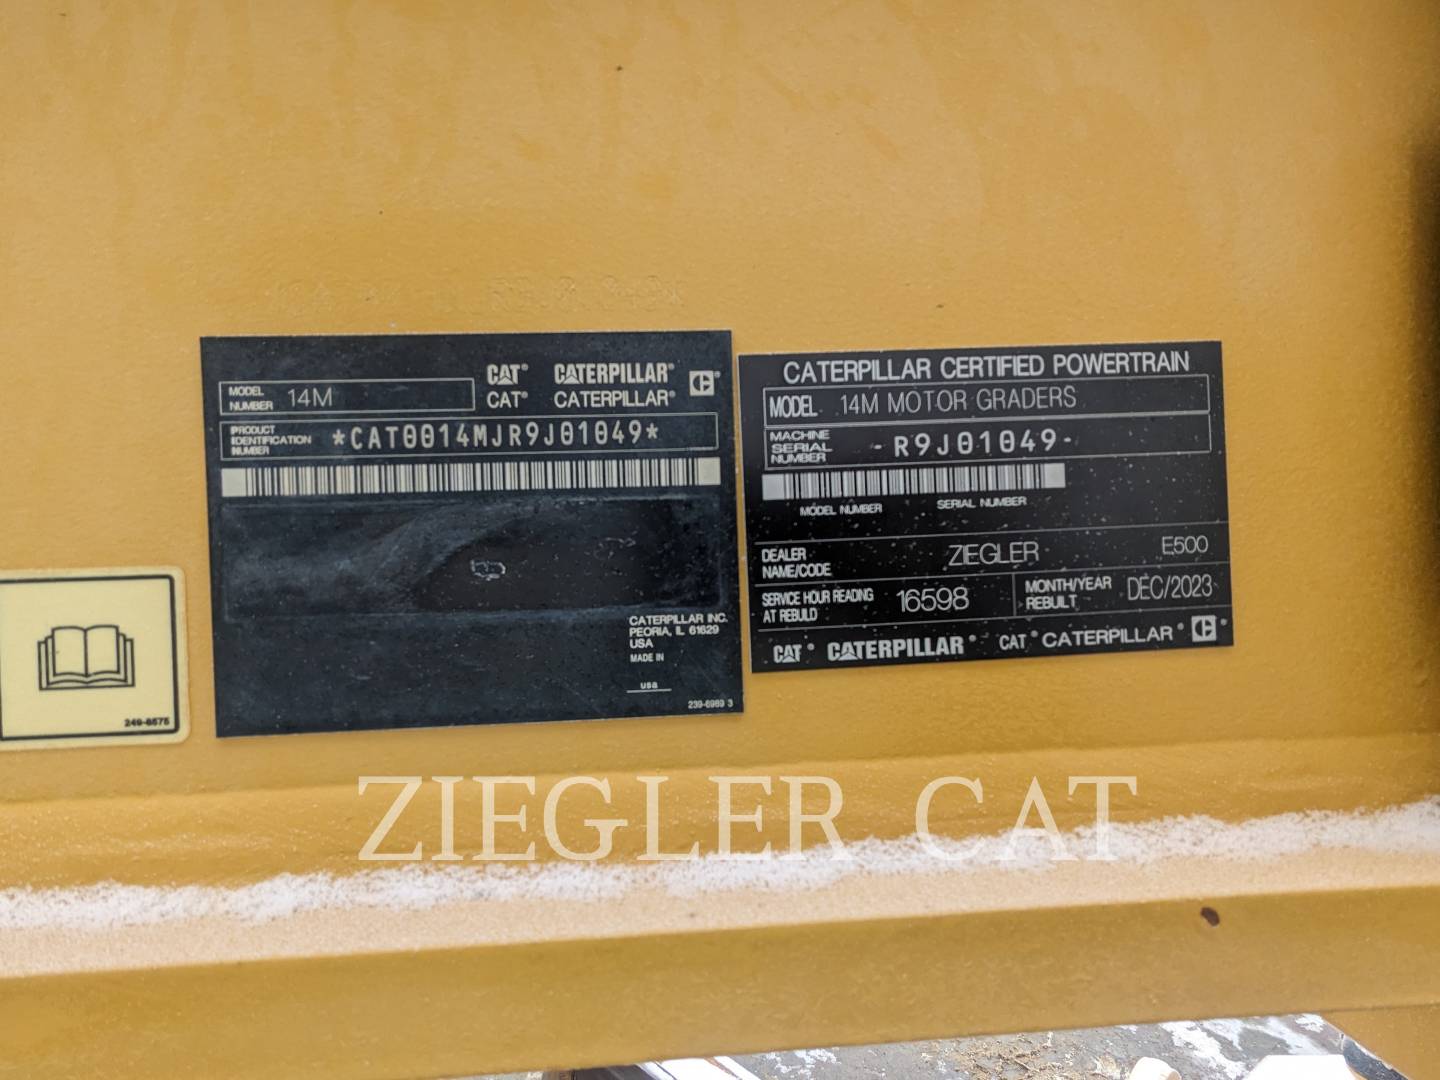 MODEL NUMBER 14M
CAT® CATERPILLAR®
CAT® CATERPILLAR®
PRODUCT IDENTIFICATION NUMBER *CAT0014MJR9J01049*
CATERPILLAR INC.
PEORIA, IL 61629
USA
MADE IN
USA
239-6989 3
CATERPILLAR CERTIFIED POWERTRAIN
MODEL 14M MOTOR GRADERS
MACHINE SERIAL NUMBER -R9J01049-
MODEL NUMBER SERIAL NUMBER
DEALER NAME/CODE ZIEGLER E500
SERVICE HOUR READING AT REBUILD 16598 MONTH/YEAR REBUILT DEC/2023
CAT® CATERPILLAR® CAT® CATERPILLAR®
249-8575
ZIEGLER CAT